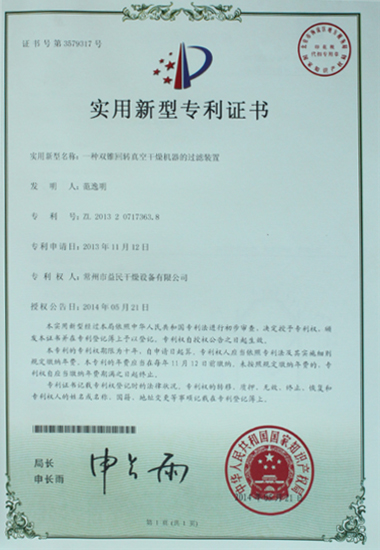 证书号第3579317号
实用新型专利证书
实用新型名称：一种双锥回转真空干燥机器的过滤装置
发明人：范逸明
专利号：ZL 2013 2 0717363.8
专利申请日：2013年11月12日
专利权人：常州市益民干燥设备有限公司
授权公告日：2014年05月21日
本实用新型经过本局依照中华人民共和国专利法进行初步审查，决定授予专利权，颁
发本证书并在专利登记簿上予以登记。专利权自授权公告之日起生效。
本专利的专利权期限为十年，自申请日起算。专利权人应当依照专利法及其实施细则
规定缴纳年费。本专利的年费应当在每年11月12日前缴纳。未按照规定缴纳年费的，专
利权自应当缴纳年费期满之日起终止。
专利证书记载专利权登记时的法律状况。专利权的转移、质押、无效、终止、恢复和
专利权人的姓名或名称、国籍、地址变更等事项记载在专利登记簿上。
局长
申长雨
申长雨
中华人民共和国国家知识产权局
第1页（共1页）